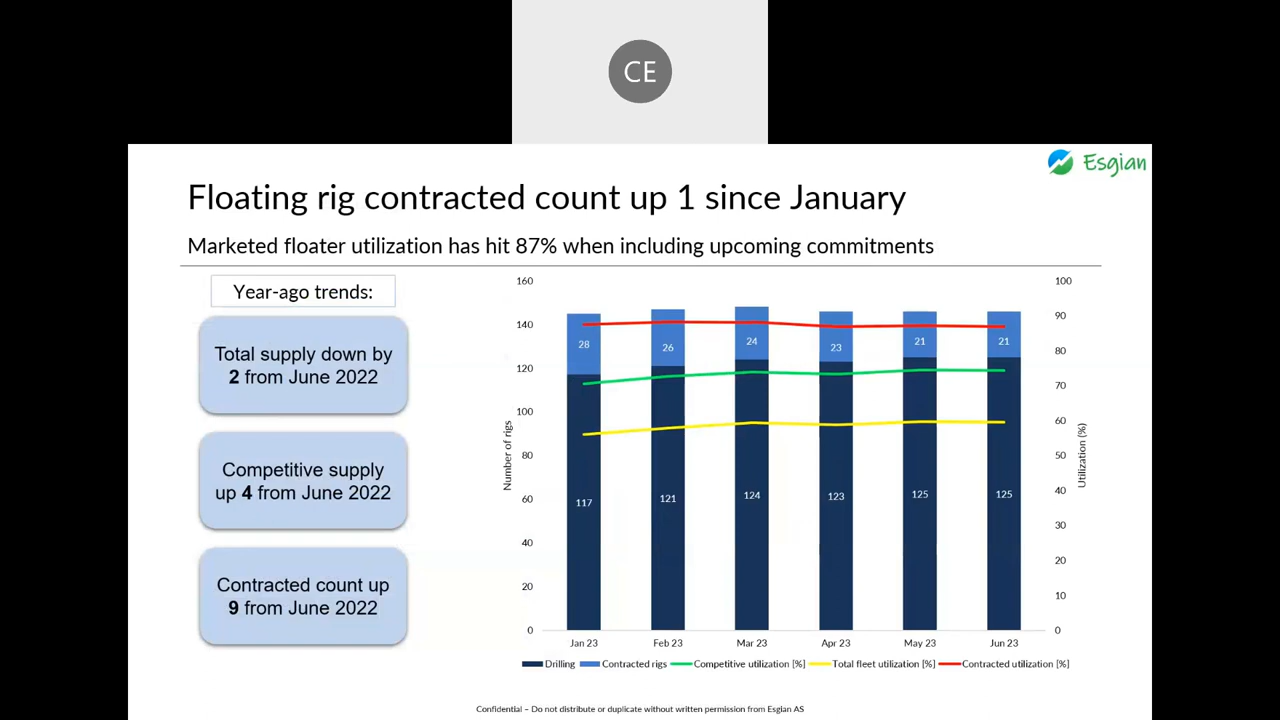 CE
Esgian
Floating rig contracted count up 1 since January
Marketed floater utilization has hit 87% when including upcoming commitments
Year-ago trends:
Total supply down by
2 from June 2022
Competitive supply
up 4 from June 2022
Contracted count up
9 from June 2022
Number of rigs
160
140
120
100
80
60
40
20
0
28
26
24
23
21
21
117
121
124
123
125
125
100
90
80
70
60
50
40
30
20
10
0
Utilization (%)
Jan 23
Feb 23
Mar 23
Apr 23
May 23
Jun 23
Drilling
Contracted rigs
Competitive utilization [%]
Total fleet utilization [%]
Contracted utilization [%]
Confidential – Do not distribute or duplicate without written permission from Esgian AS